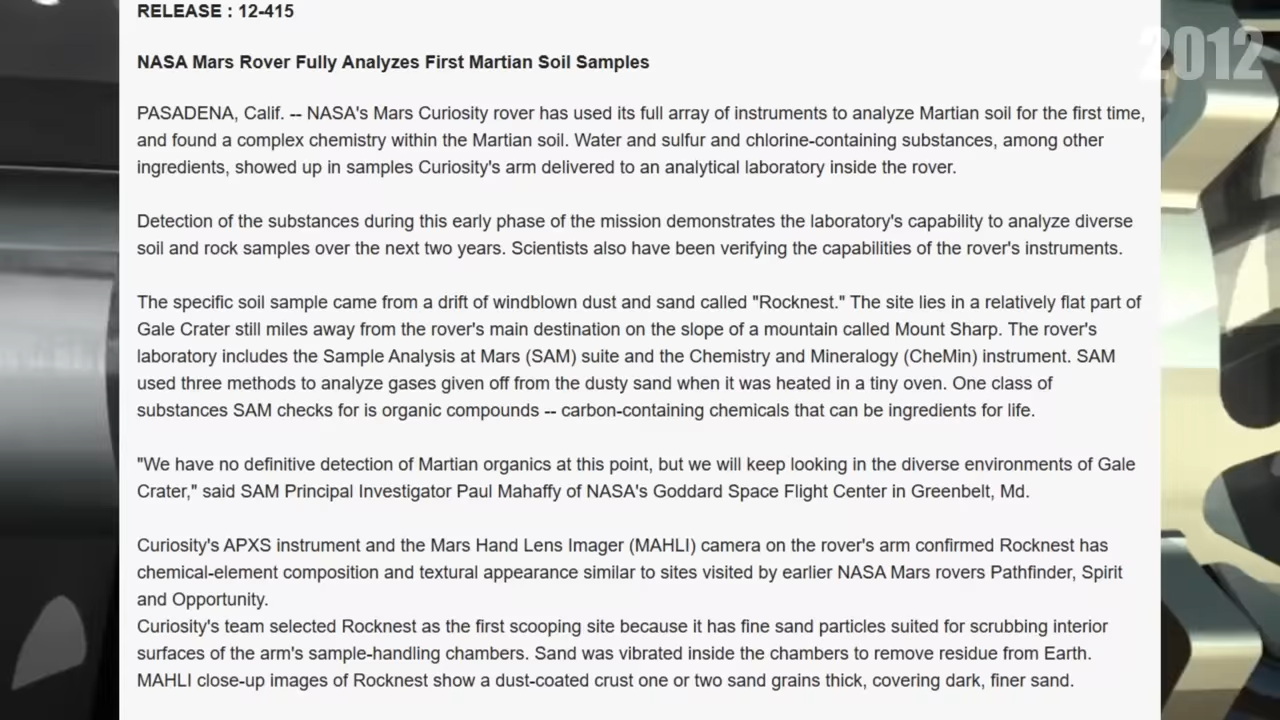 RELEASE : 12-415
2012
NASA Mars Rover Fully Analyzes First Martian Soil Samples
PASADENA, Calif. -- NASA's Mars Curiosity rover has used its full array of instruments to analyze Martian soil for the first time,
and found a complex chemistry within the Martian soil. Water and sulfur and chlorine-containing substances, among other
ingredients, showed up in samples Curiosity's arm delivered to an analytical laboratory inside the rover.
Detection of the substances during this early phase of the mission demonstrates the laboratory's capability to analyze diverse
soil and rock samples over the next two years. Scientists also have been verifying the capabilities of the rover's instruments.
The specific soil sample came from a drift of windblown dust and sand called "Rocknest." The site lies in a relatively flat part of
Gale Crater still miles away from the rover's main destination on the slope of a mountain called Mount Sharp. The rover's
laboratory includes the Sample Analysis at Mars (SAM) suite and the Chemistry and Mineralogy (CheMin) instrument. SAM
used three methods to analyze gases given off from the dusty sand when it was heated in a tiny oven. One class of
substances SAM checks for is organic compounds -- carbon-containing chemicals that can be ingredients for life.
"We have no definitive detection of Martian organics at this point, but we will keep looking in the diverse environments of Gale
Crater," said SAM Principal Investigator Paul Mahaffy of NASA's Goddard Space Flight Center in Greenbelt, Md.
Curiosity's APXS instrument and the Mars Hand Lens Imager (MAHLI) camera on the rover's arm confirmed Rocknest has
chemical-element composition and textural appearance similar to sites visited by earlier NASA Mars rovers Pathfinder, Spirit
and Opportunity.
Curiosity's team selected Rocknest as the first scooping site because it has fine sand particles suited for scrubbing interior
surfaces of the arm's sample-handling chambers. Sand was vibrated inside the chambers to remove residue from Earth.
MAHLI close-up images of Rocknest show a dust-coated crust one or two sand grains thick, covering dark, finer sand.